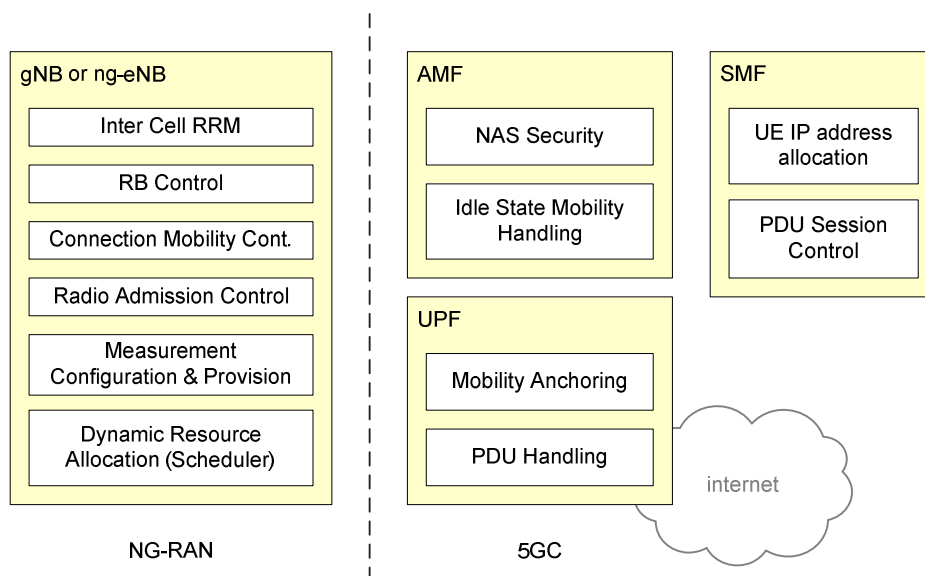 gNB or ng-eNB
Inter Cell RRM
RB Control
Connection Mobility Cont.
Radio Admission Control
Measurement
Configuration & Provision
Dynamic Resource
Allocation (Scheduler)
NG-RAN
AMF
NAS Security
Idle State Mobility
Handling
SMF
UE IP address
allocation
PDU Session
Control
UPF
Mobility Anchoring
PDU Handling
internet
5GC